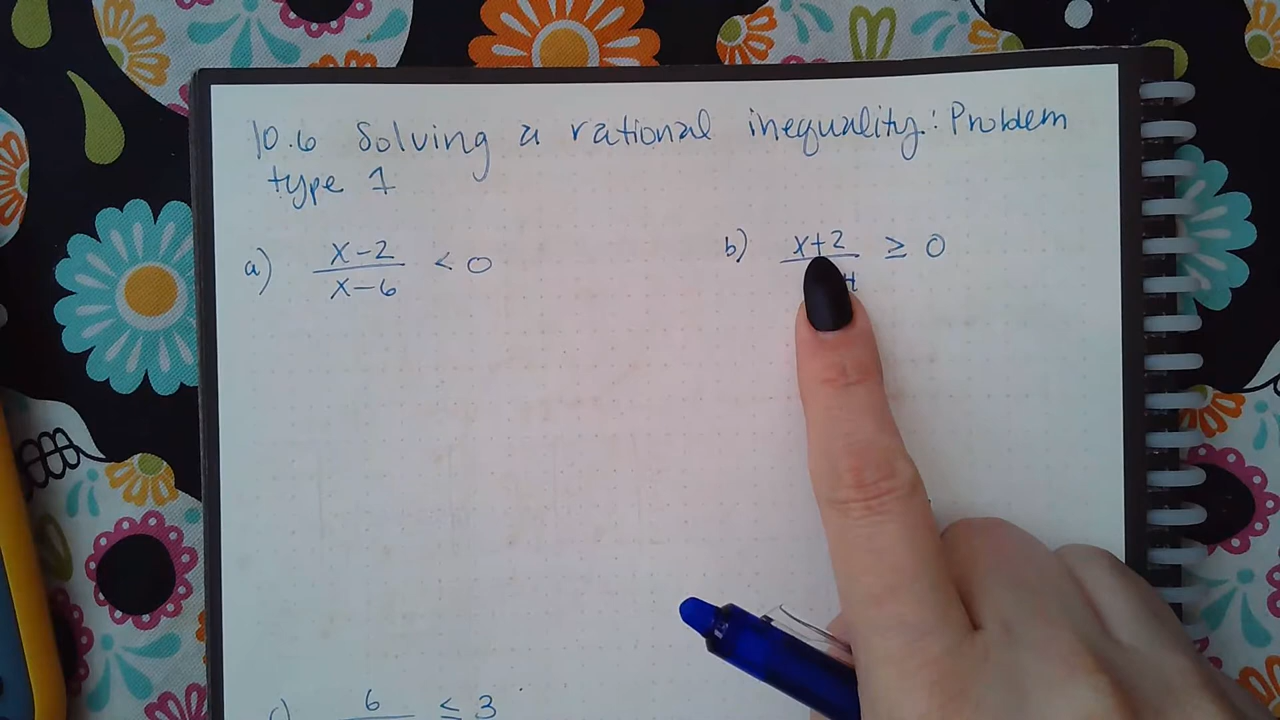 10.6 Solving a rational inequality: Problem
type 1
a) x-2 / x-6 < 0
b) x+2 ≥ 0
c) 6 ≤ 3